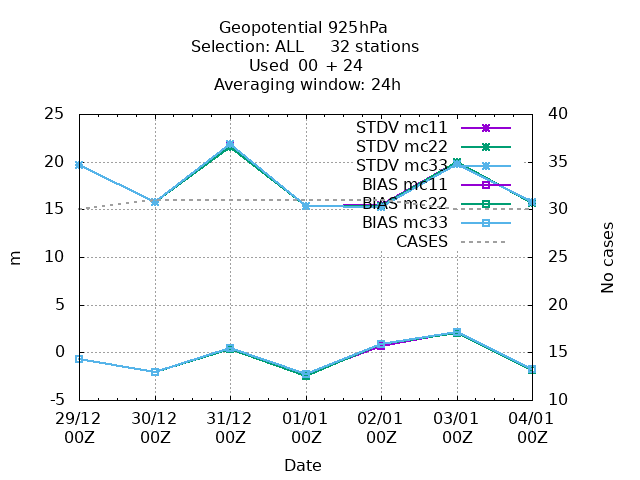 Geopotential 925hPa
Selection: ALL 32 stations
Used 00 + 24
Averaging window: 24h
25 40
STDV mc11
STDV mc22
20 35
STDV mc33
BIAS mc11
BIAS mc22
15 30
BIAS mc33
CASES
10 25
m
No cases
5 20
0 15
-5 10
29/12 30/12 31/12 01/01 02/01 03/01 04/01
00Z 00Z 00Z 00Z 00Z 00Z 00Z
Date